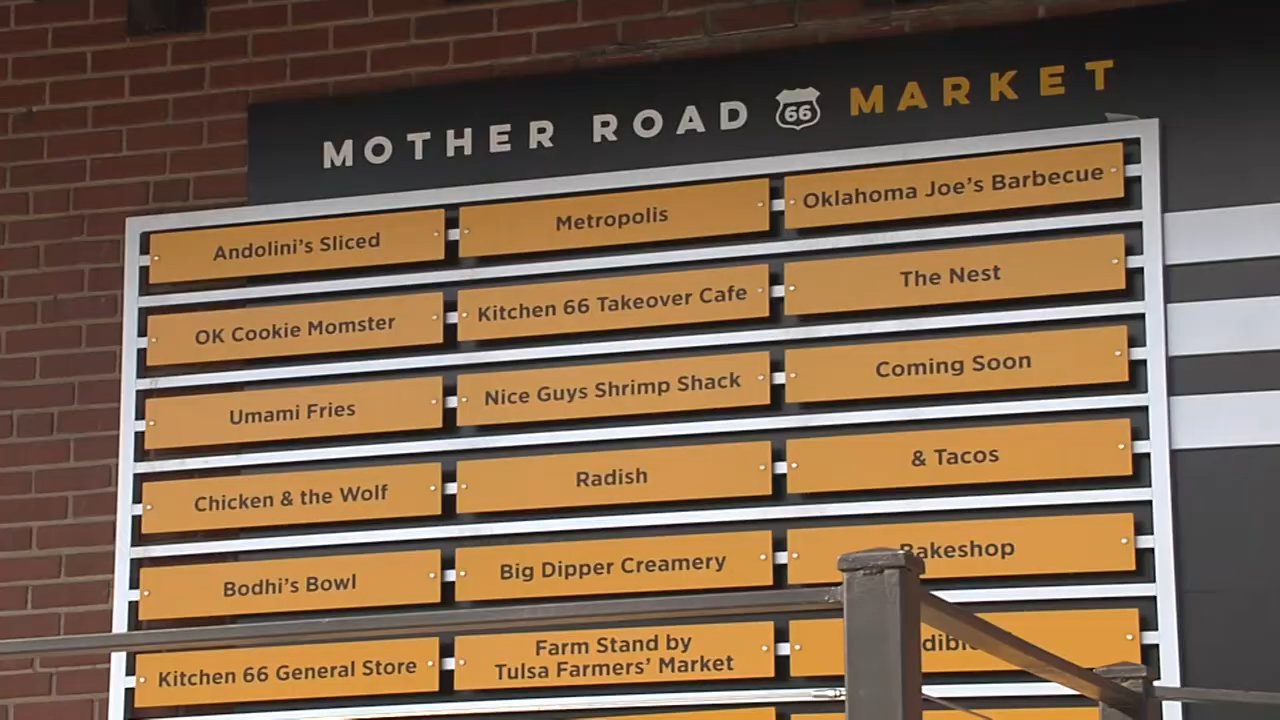 MOTHER ROAD 66 MARKET
Andolini's Sliced
Metropolis
Oklahoma Joe's Barbecue
OK Cookie Momster
Kitchen 66 Takeover Cafe
The Nest
Umami Fries
Nice Guys Shrimp Shack
Coming Soon
Chicken & the Wolf
Radish
& Tacos
Bodhi's Bowl
Big Dipper Creamery
Bakeshop
Kitchen 66 General Store
Farm Stand by
Tulsa Farmers' Market